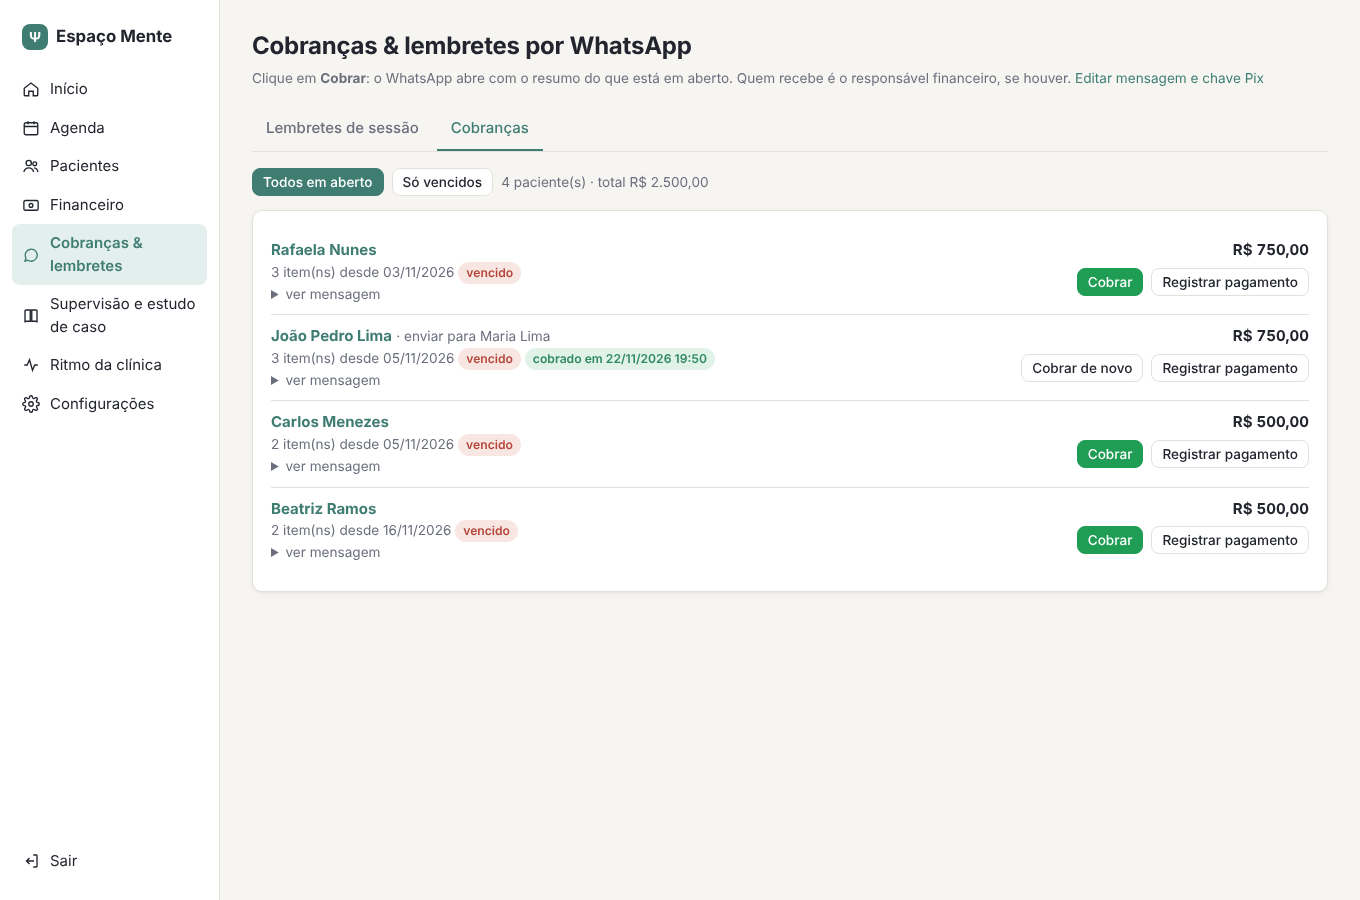 Ψ Espaço Mente
Início
Agenda
Pacientes
Financeiro
Cobranças &
lembretes
Supervisão e estudo
de caso
Ritmo da clínica
Configurações
Sair
Cobranças & lembretes por WhatsApp
Clique em Cobrar: o WhatsApp abre com o resumo do que está em aberto. Quem recebe é o responsável financeiro, se houver. Editar mensagem e chave Pix
Lembretes de sessão Cobranças
Todos em aberto Só vencidos 4 paciente(s) · total R$ 2.500,00
Rafaela Nunes R$ 750,00
3 item(ns) desde 03/11/2026 vencido
Cobrar Registrar pagamento
ver mensagem
João Pedro Lima · enviar para Maria Lima R$ 750,00
3 item(ns) desde 05/11/2026 vencido cobrado em 22/11/2026 19:50
Cobrar de novo Registrar pagamento
ver mensagem
Carlos Menezes R$ 500,00
2 item(ns) desde 05/11/2026 vencido
Cobrar Registrar pagamento
ver mensagem
Beatriz Ramos R$ 500,00
2 item(ns) desde 16/11/2026 vencido
Cobrar Registrar pagamento
ver mensagem